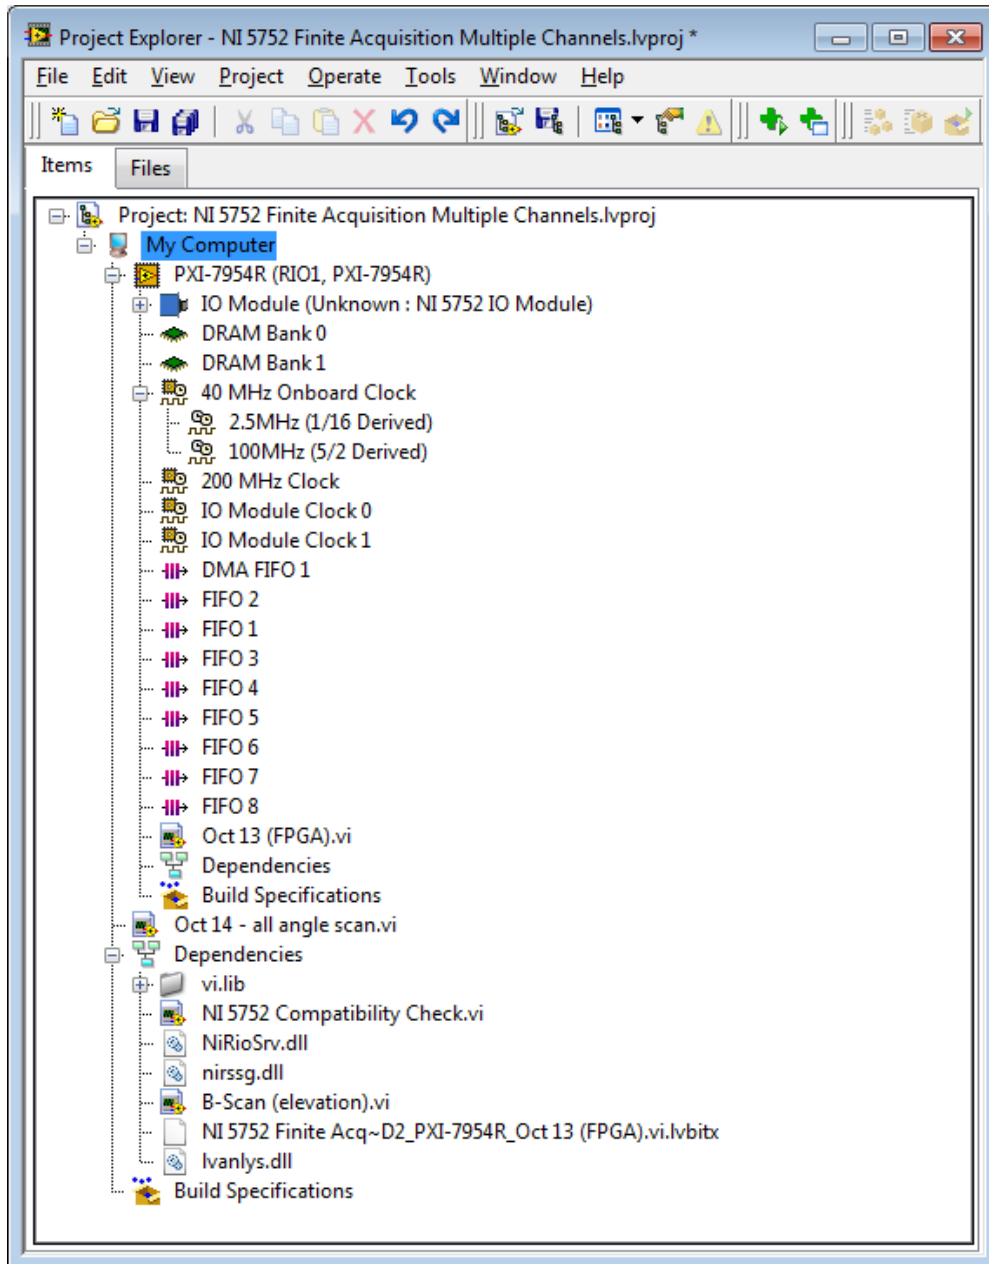 Project Explorer - NI 5752 Finite Acquisition Multiple Channels.lvproj *
File Edit View Project Operate Tools Window Help
Items Files
Project: NI 5752 Finite Acquisition Multiple Channels.lvproj
My Computer
PXI-7954R (RIO1, PXI-7954R)
IO Module (Unknown : NI 5752 IO Module)
DRAM Bank 0
DRAM Bank 1
40 MHz Onboard Clock
2.5MHz (1/16 Derived)
100MHz (5/2 Derived)
200 MHz Clock
IO Module Clock 0
IO Module Clock 1
DMA FIFO 1
FIFO 2
FIFO 1
FIFO 3
FIFO 4
FIFO 5
FIFO 6
FIFO 7
FIFO 8
Oct 13 (FPGA).vi
Dependencies
Build Specifications
Oct 14 - all angle scan.vi
Dependencies
vi.lib
NI 5752 Compatibility Check.vi
NiRioSrv.dll
nirssg.dll
B-Scan (elevation).vi
NI 5752 Finite Acq~D2_PXI-7954R_Oct 13 (FPGA).vi.lvbitx
lvanlys.dll
Build Specifications